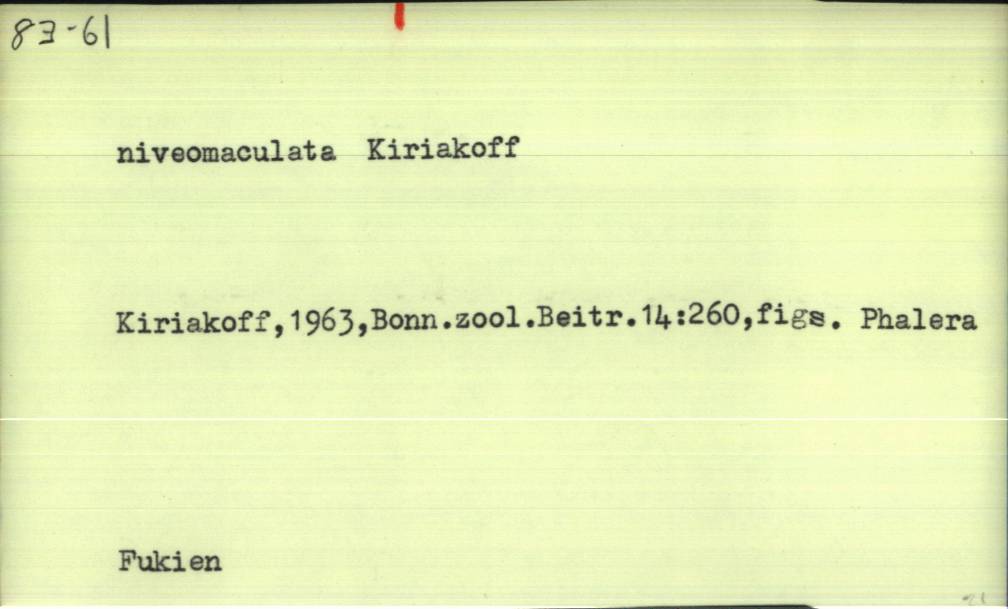 83-61
niveomaculata Kiriakoff
Kiriakoff,1963,Bonn.zool.Beitr.14:260,figs. Phalera
Fukien